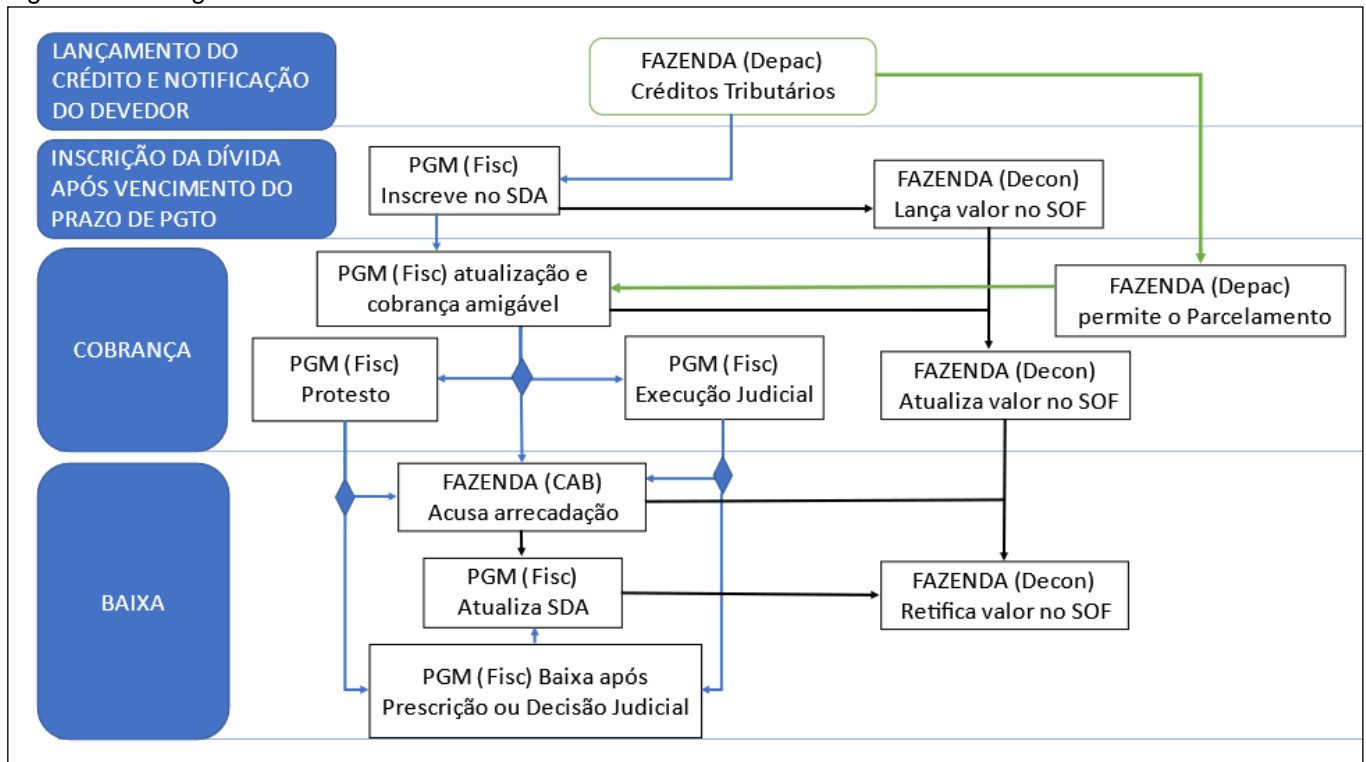 LANÇAMENTO DO
CRÉDITO E NOTIFICAÇÃO
DO DEVEDOR
FAZENDA (Depac)
Créditos Tributários
INSCRIÇÃO DA DÍVIDA
APÓS VENCIMENTO DO
PRAZO DE PGTO
PGM (Fisc)
Inscreve no SDA
FAZENDA (Decon)
Lança valor no SOF
COBRANÇA
PGM (Fisc) atualização e
cobrança amigável
FAZENDA (Depac)
permite o Parcelamento
PGM (Fisc)
Protesto
PGM (Fisc)
Execução Judicial
FAZENDA (Decon)
Atualiza valor no SOF
BAIXA
FAZENDA (CAB)
Acusa arrecadação
PGM (Fisc)
Atualiza SDA
FAZENDA (Decon)
Retifica valor no SOF
PGM (Fisc) Baixa após
Prescrição ou Decisão Judicial